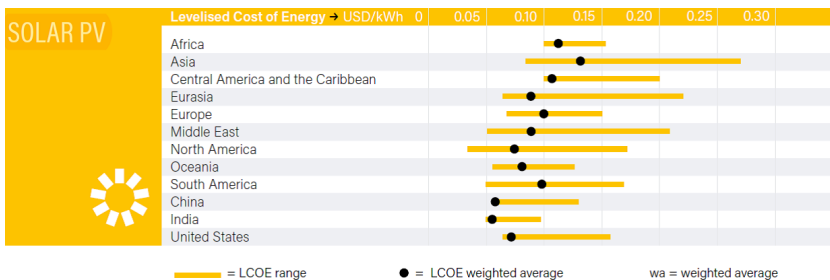 Levelised Cost of Energy → USD/kWh 0 0.05 0.10 0.15 0.20 0.25 0.30
SOLAR PV
Africa
Asia
Central America and the Caribbean
Eurasia
Europe
Middle East
North America
Oceania
South America
China
India
United States
= LCOE range = LCOE weighted average wa = weighted average